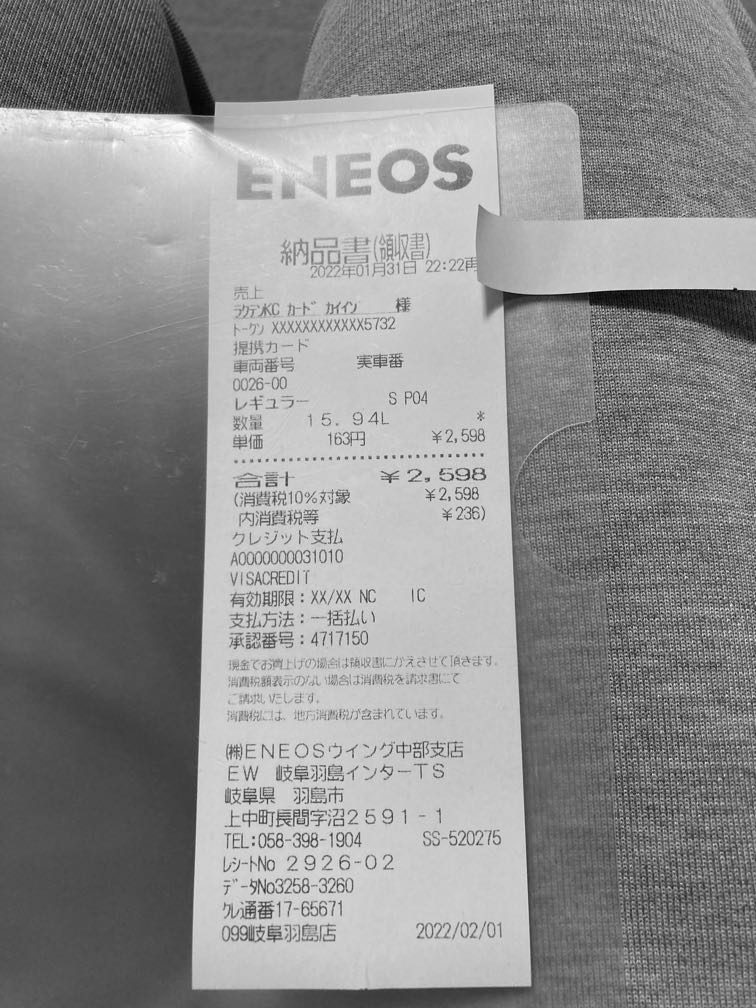 ENEOS
納品書(領収書)
2022年01月31日 22:22再
売上
ﾗｸﾃﾝKC ｶｰﾄﾞ ｶｲｲﾝ 様
ﾄｰｸﾝ XXXXXXXXXXXX5732
提携カード
車両番号 実車番
0026-00
レギュラー S P04
数量 15.94L *
単価 163円 ¥2,598
合計 ¥2,598
(消費税10%対象 ¥2,598
内消費税等 ¥236)
クレジット支払
A0000000031010
VISACREDIT
有効期限:XX/XX NC IC
支払方法:一括払い
承認番号:4717150
現金でお買上げの場合は領収書にかえさせて頂きます。
消費税額表示のない場合は消費税を請求書にて
ご請求いたします。
消費税には、地方消費税が含まれています。
㈱ENEOSウイング中部支店
EW 岐阜羽島インターTS
岐阜県 羽島市
上中町長間字沼2591-1
TEL:058-398-1904 SS-520275
ﾚｼｰﾄNo 2926-02
ﾃﾞｰﾀNo3258-3260
ｸﾚ通番17-65671
099岐阜羽島店 2022/02/01